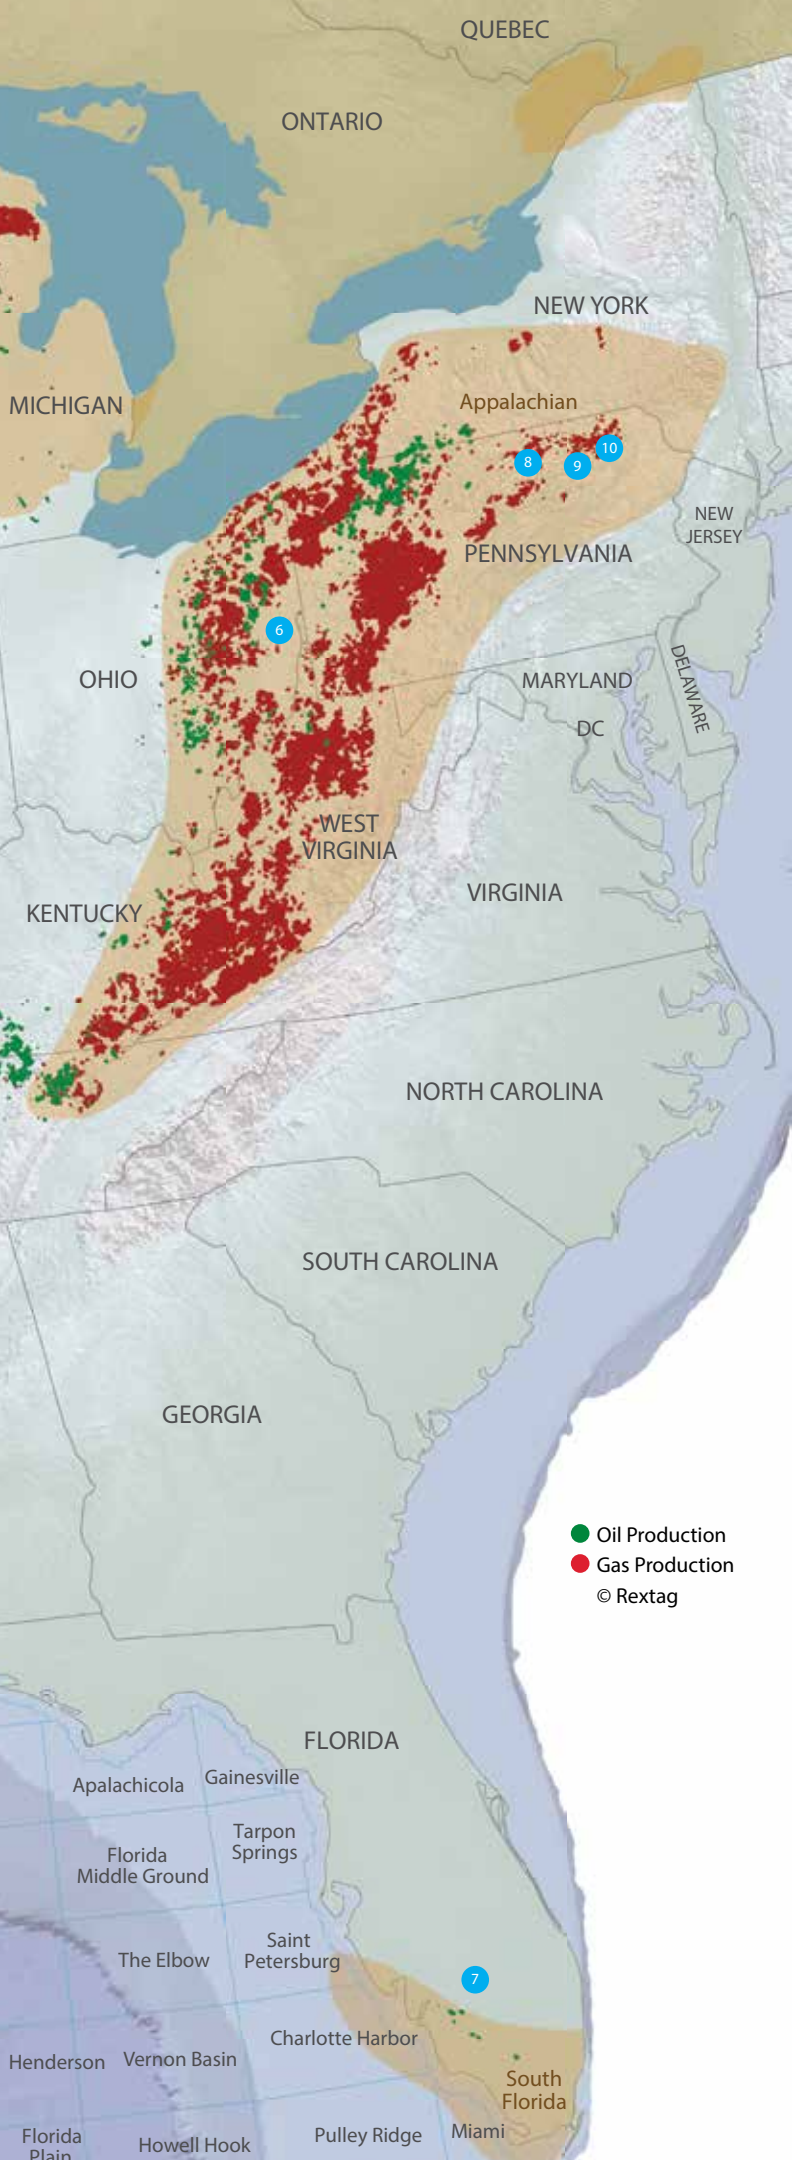 QUEBEC
ONTARIO
NEW YORK
MICHIGAN
Appalachian
10
8
9
NEW
JERSEY
PENNSYLVANIA
6
OHIO
MARYLAND
DELAWARE
DC
WEST
VIRGINIA
KENTUCKY
VIRGINIA
NORTH CAROLINA
SOUTH CAROLINA
GEORGIA
Oil Production
Gas Production
© Rextag
FLORIDA
Apalachicola
Gainesville
Tarpon
Springs
Florida
Middle Ground
Saint
Petersburg
The Elbow
7
Charlotte Harbor
Henderson
Vernon Basin
South
Florida
Miami
Pulley Ridge
Howell Hook
Florida
Plain